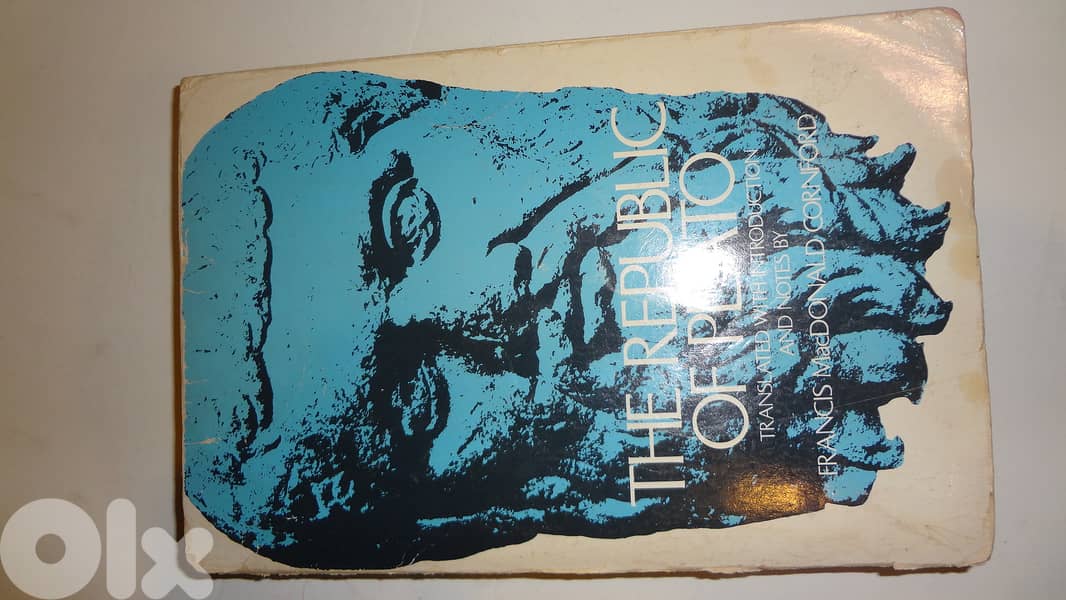 THE REPUBLIC
OF PLATO
TRANSLATED WITH INTRODUCTION
AND NOTES BY
FRANCIS MacDONALD CORNFORD
OLX